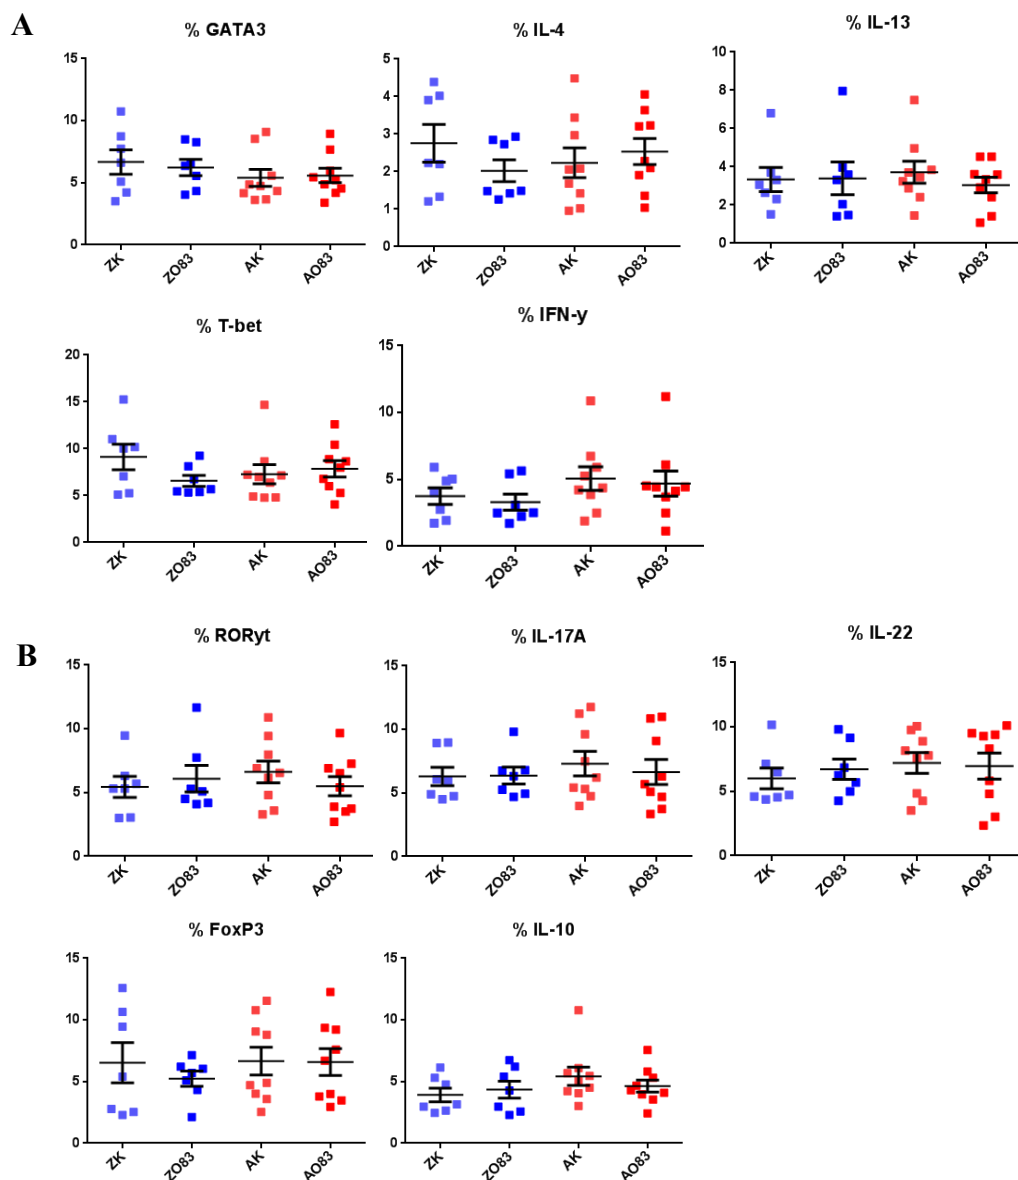 A
% GATA3
% IL-4
% IL-13
15
10
5
0
ZK
ZO83
AK
AO83
5
4
3
2
1
0
ZK
ZO83
AK
AO83
10
8
6
4
2
0
ZK
ZO83
AK
AO83
% T-bet
% IFN-y
20
15
10
5
0
ZK
ZO83
AK
AO83
15
10
5
0
ZK
ZO83
AK
AO83
B
% RORyt
% IL-17A
% IL-22
15
10
5
0
ZK
ZO83
AK
AO83
15
10
5
0
ZK
ZO83
AK
AO83
15
10
5
0
ZK
ZO83
AK
AO83
% FoxP3
% IL-10
15
10
5
0
ZK
ZO83
AK
AO83
15
10
5
0
ZK
ZO83
AK
AO83